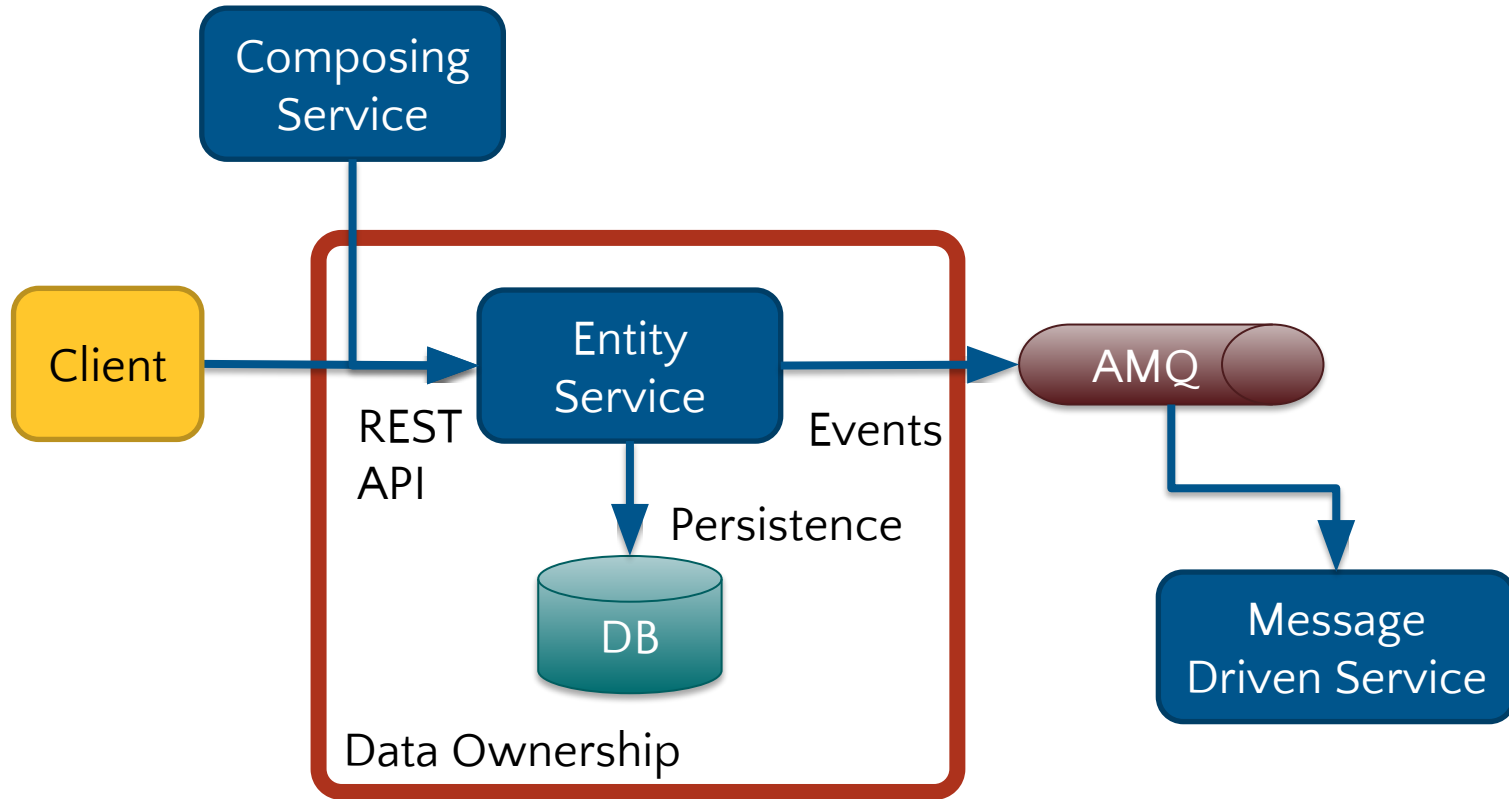 Composing
Service
Client
Entity
Service
AMQ
REST
API
Events
Persistence
DB
Message
Driven Service
Data Ownership